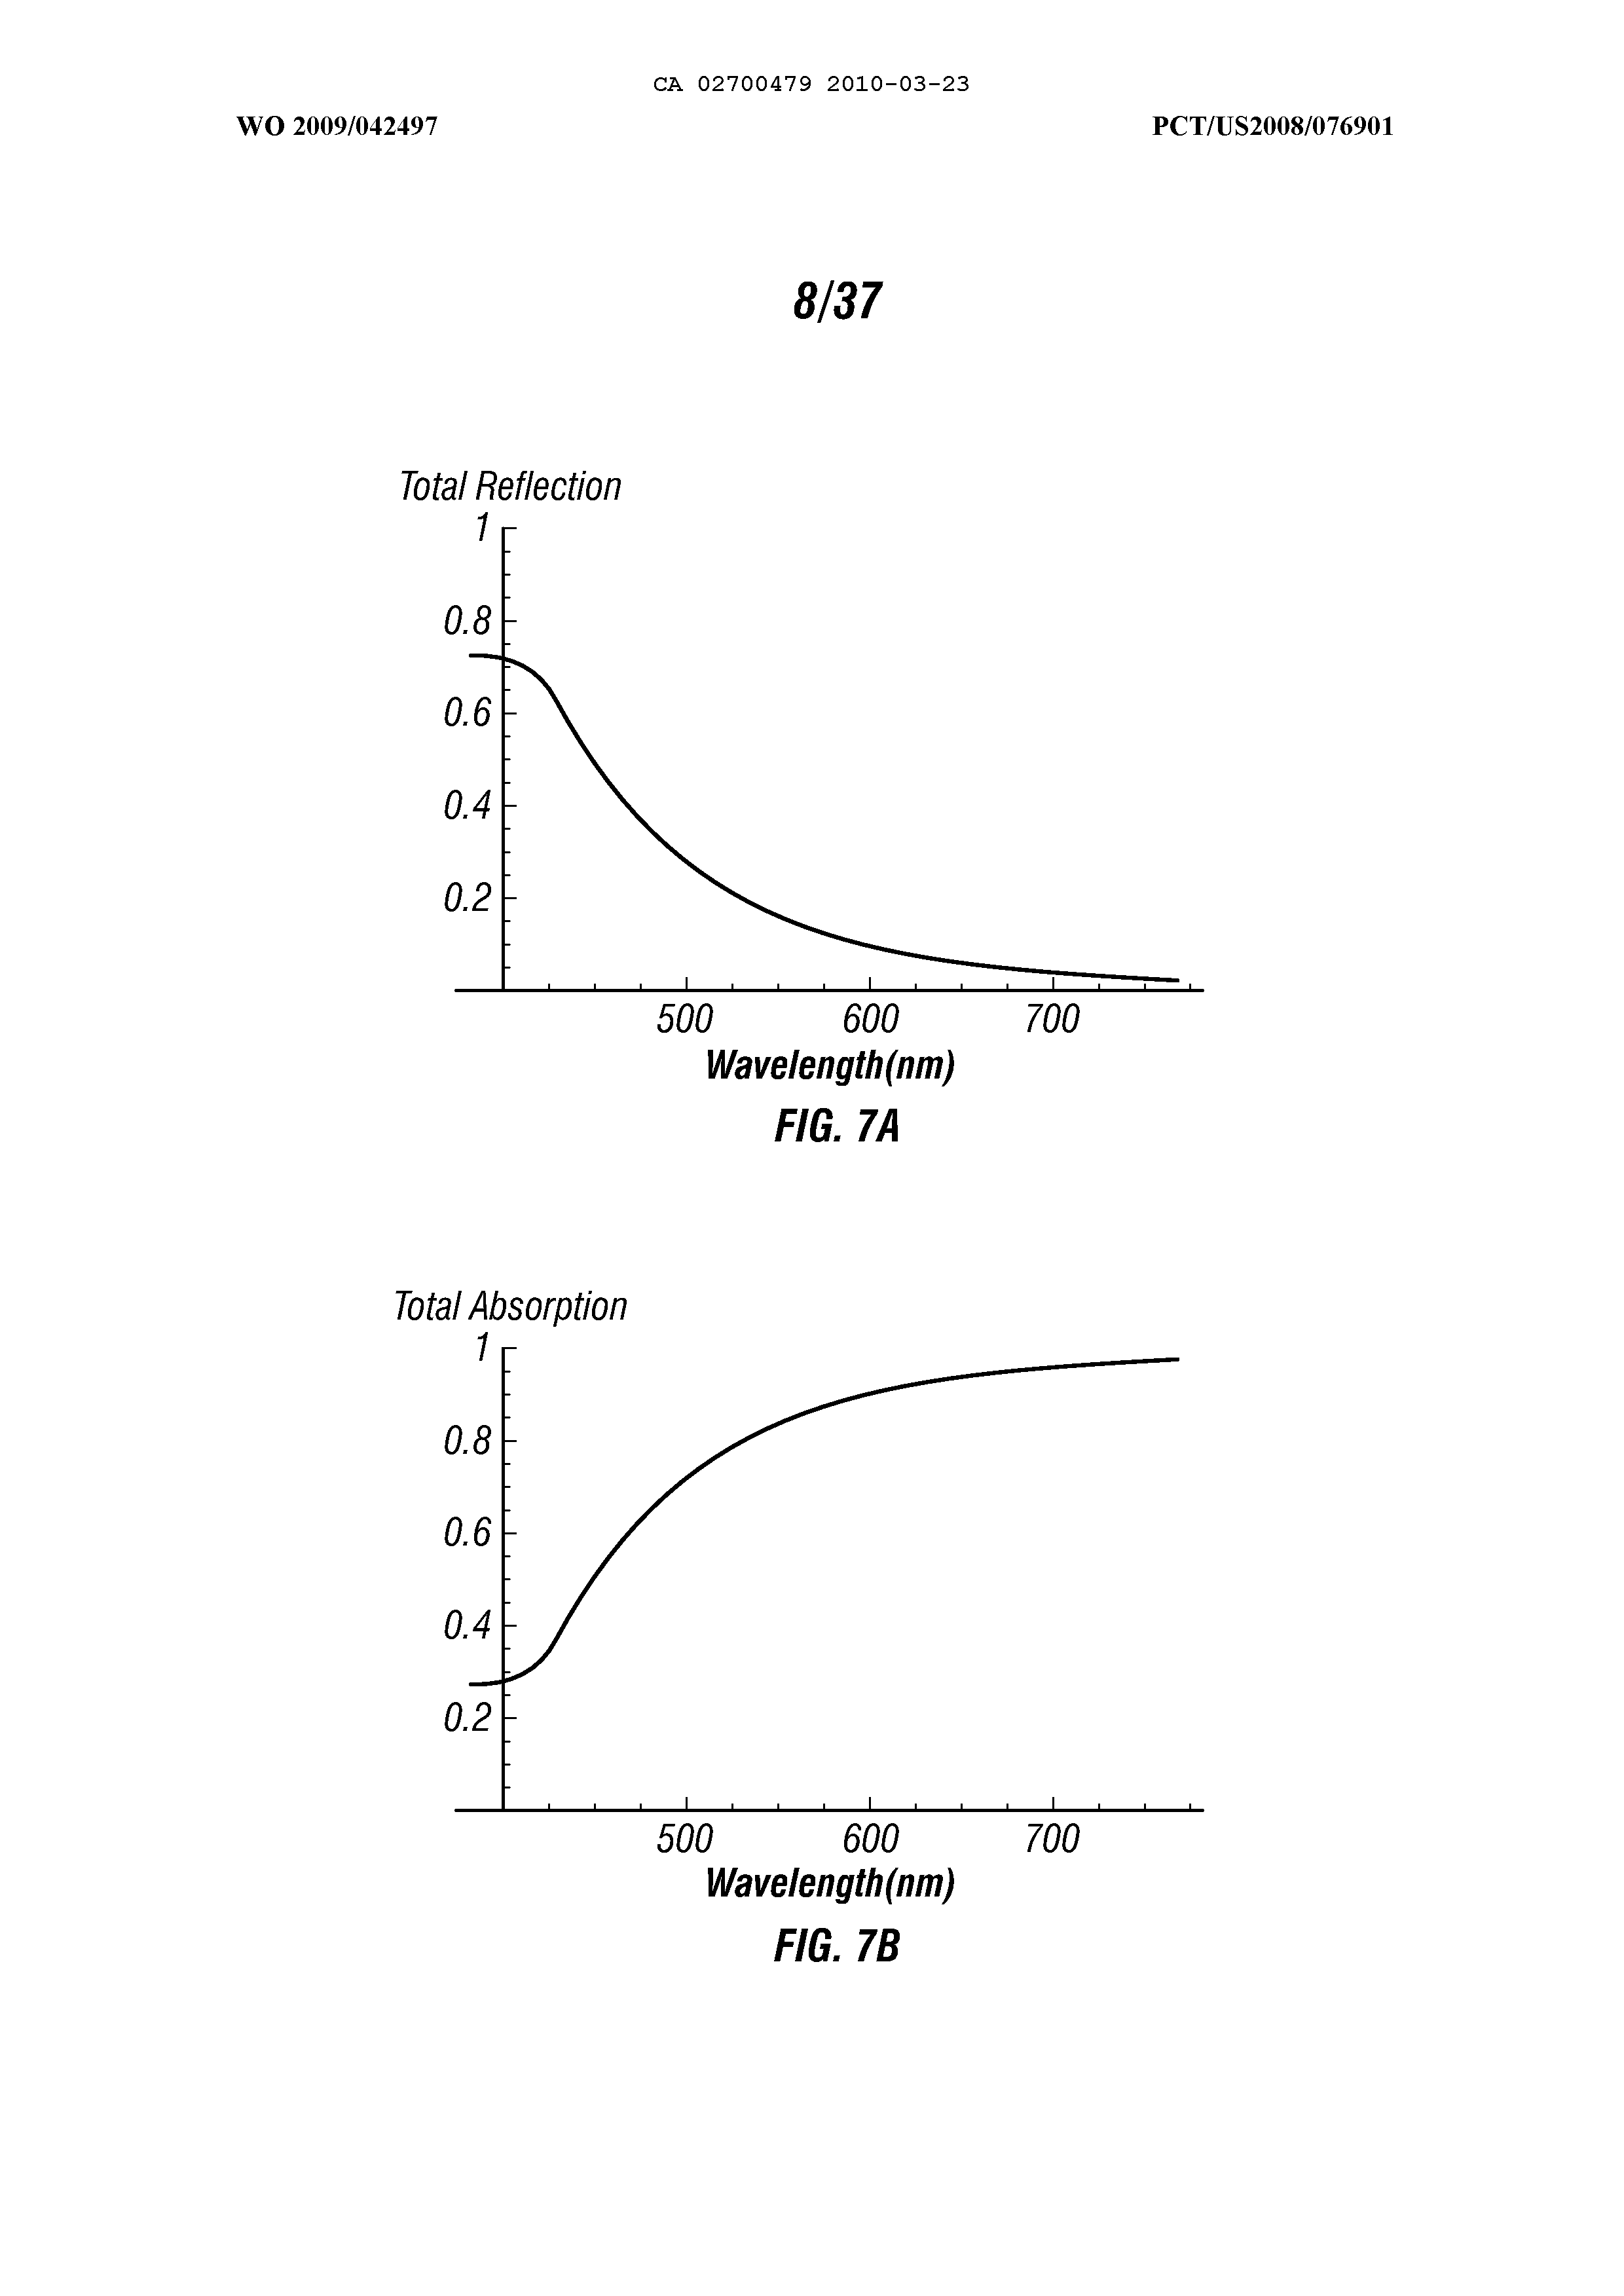 CA 02700479 2010-03-23
WO 2009/042497 PCT/US2008/076901
8/37
Total Reflection
1
0.8
0.6
0.4
0.2
500 600 700
Wavelength(nm)
FIG. 7A
Total Absorption
1
0.8
0.6
0.4
0.2
500 600 700
Wavelength(nm)
FIG. 7B